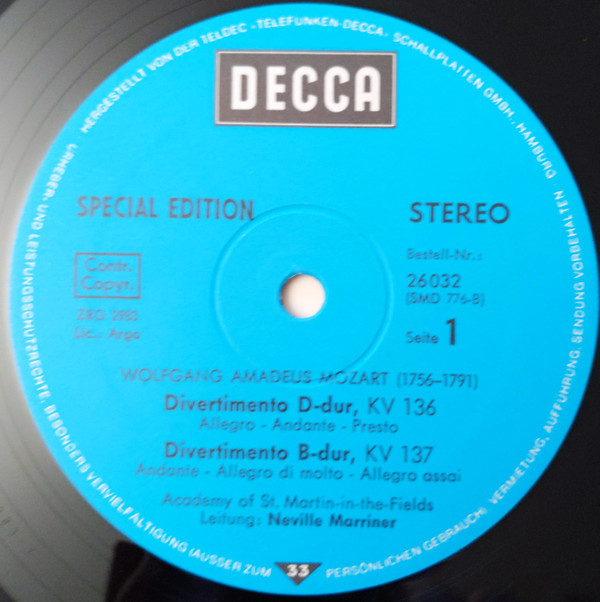 HERGESTELLT VON DER TELDEC »TELEFUNKEN-DECCA« SCHALLPLATTEN GMBH., HAMBURG
DECCA
SPECIAL EDITION
STEREO
Contr.
Copyr.
Bestell-Nr.:
26032
(SMD 776-B)
Lic.: Argo
Seite 1
WOLFGANG AMADEUS MOZART (1756–1791)
Divertimento D-dur, KV 136
Allegro - Andante - Presto
Divertimento B-dur, KV 137
Andante - Allegro di molto - Allegro assai
Academy of St. Martin-in-the-Fields
Leitung: Neville Marriner
URHEBER- UND LEISTUNGSSCHUTZRECHTE, BESONDERS VERVIELFÄLTIGUNG (AUSSER ZUM
33
PERSÖNLICHEN GEBRAUCH), VERMIETUNG, AUFFÜHRUNG, SENDUNG VORBEHALTEN